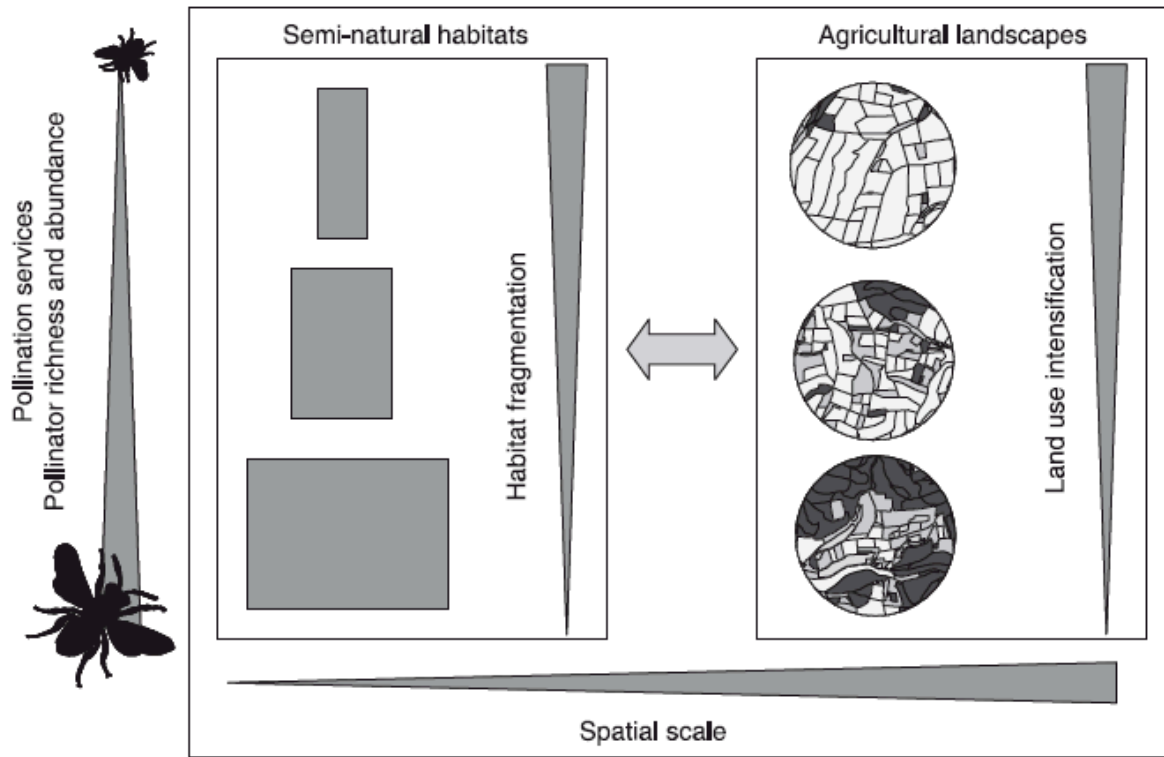 Semi-natural habitats
Agricultural landscapes
Pollination services
Pollinator richness and abundance
Habitat fragmentation
Land use intensification
Spatial scale